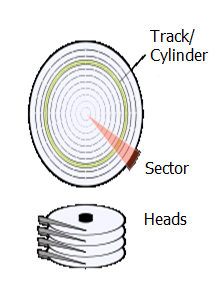 Track/
Cylinder
Sector
Heads